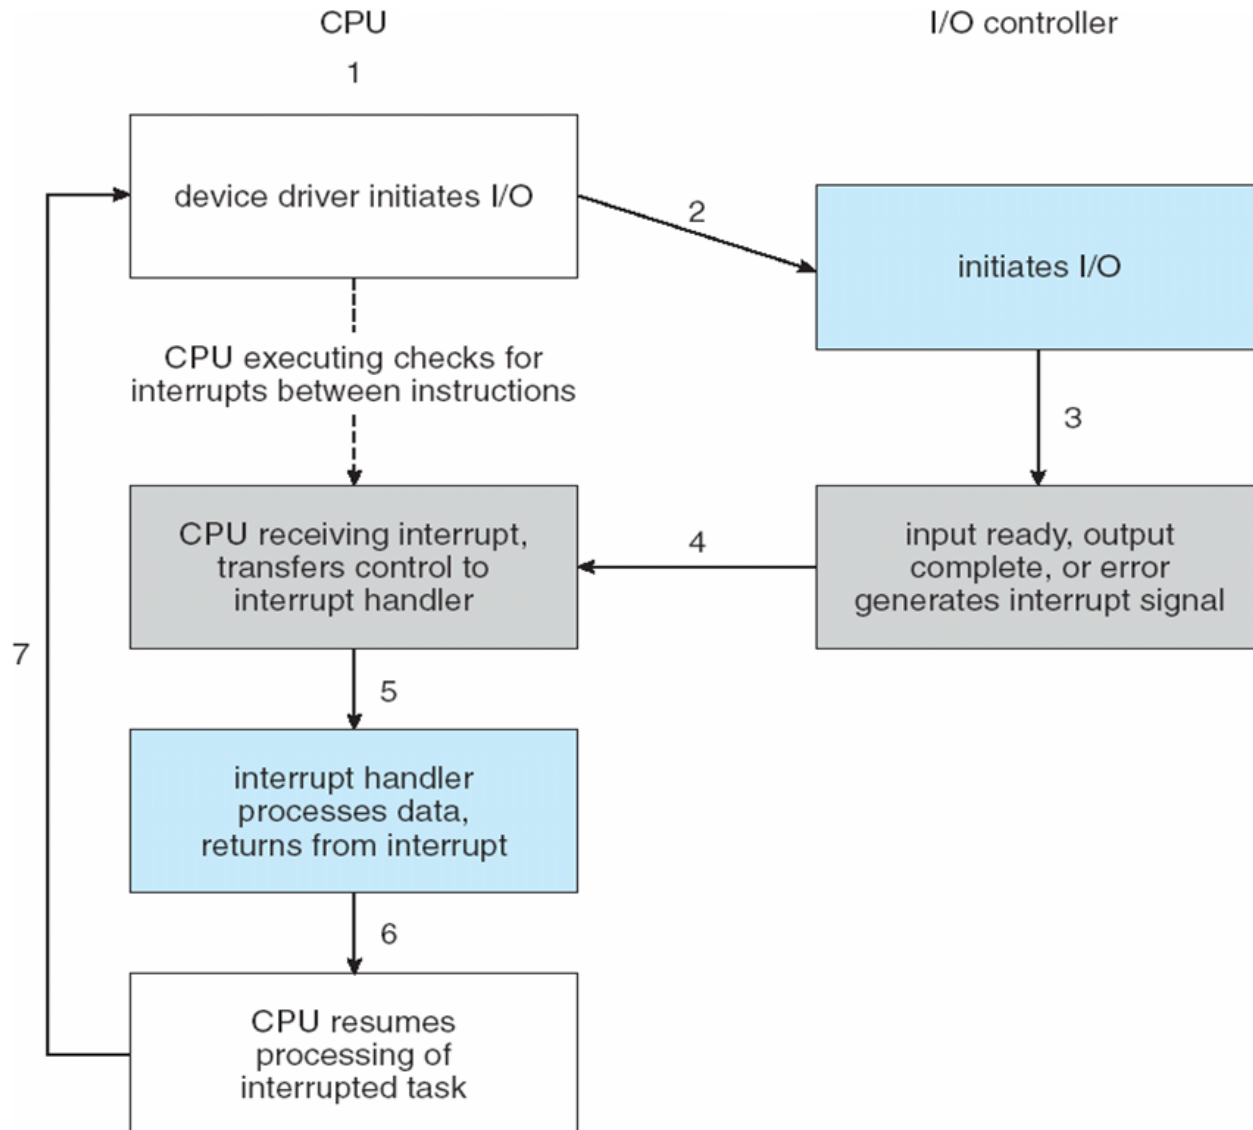 CPU
I/O controller
1
device driver initiates I/O
2
initiates I/O
CPU executing checks for
interrupts between instructions
3
CPU receiving interrupt,
transfers control to
interrupt handler
4
input ready, output
complete, or error
generates interrupt signal
7
5
interrupt handler
processes data,
returns from interrupt
6
CPU resumes
processing of
interrupted task